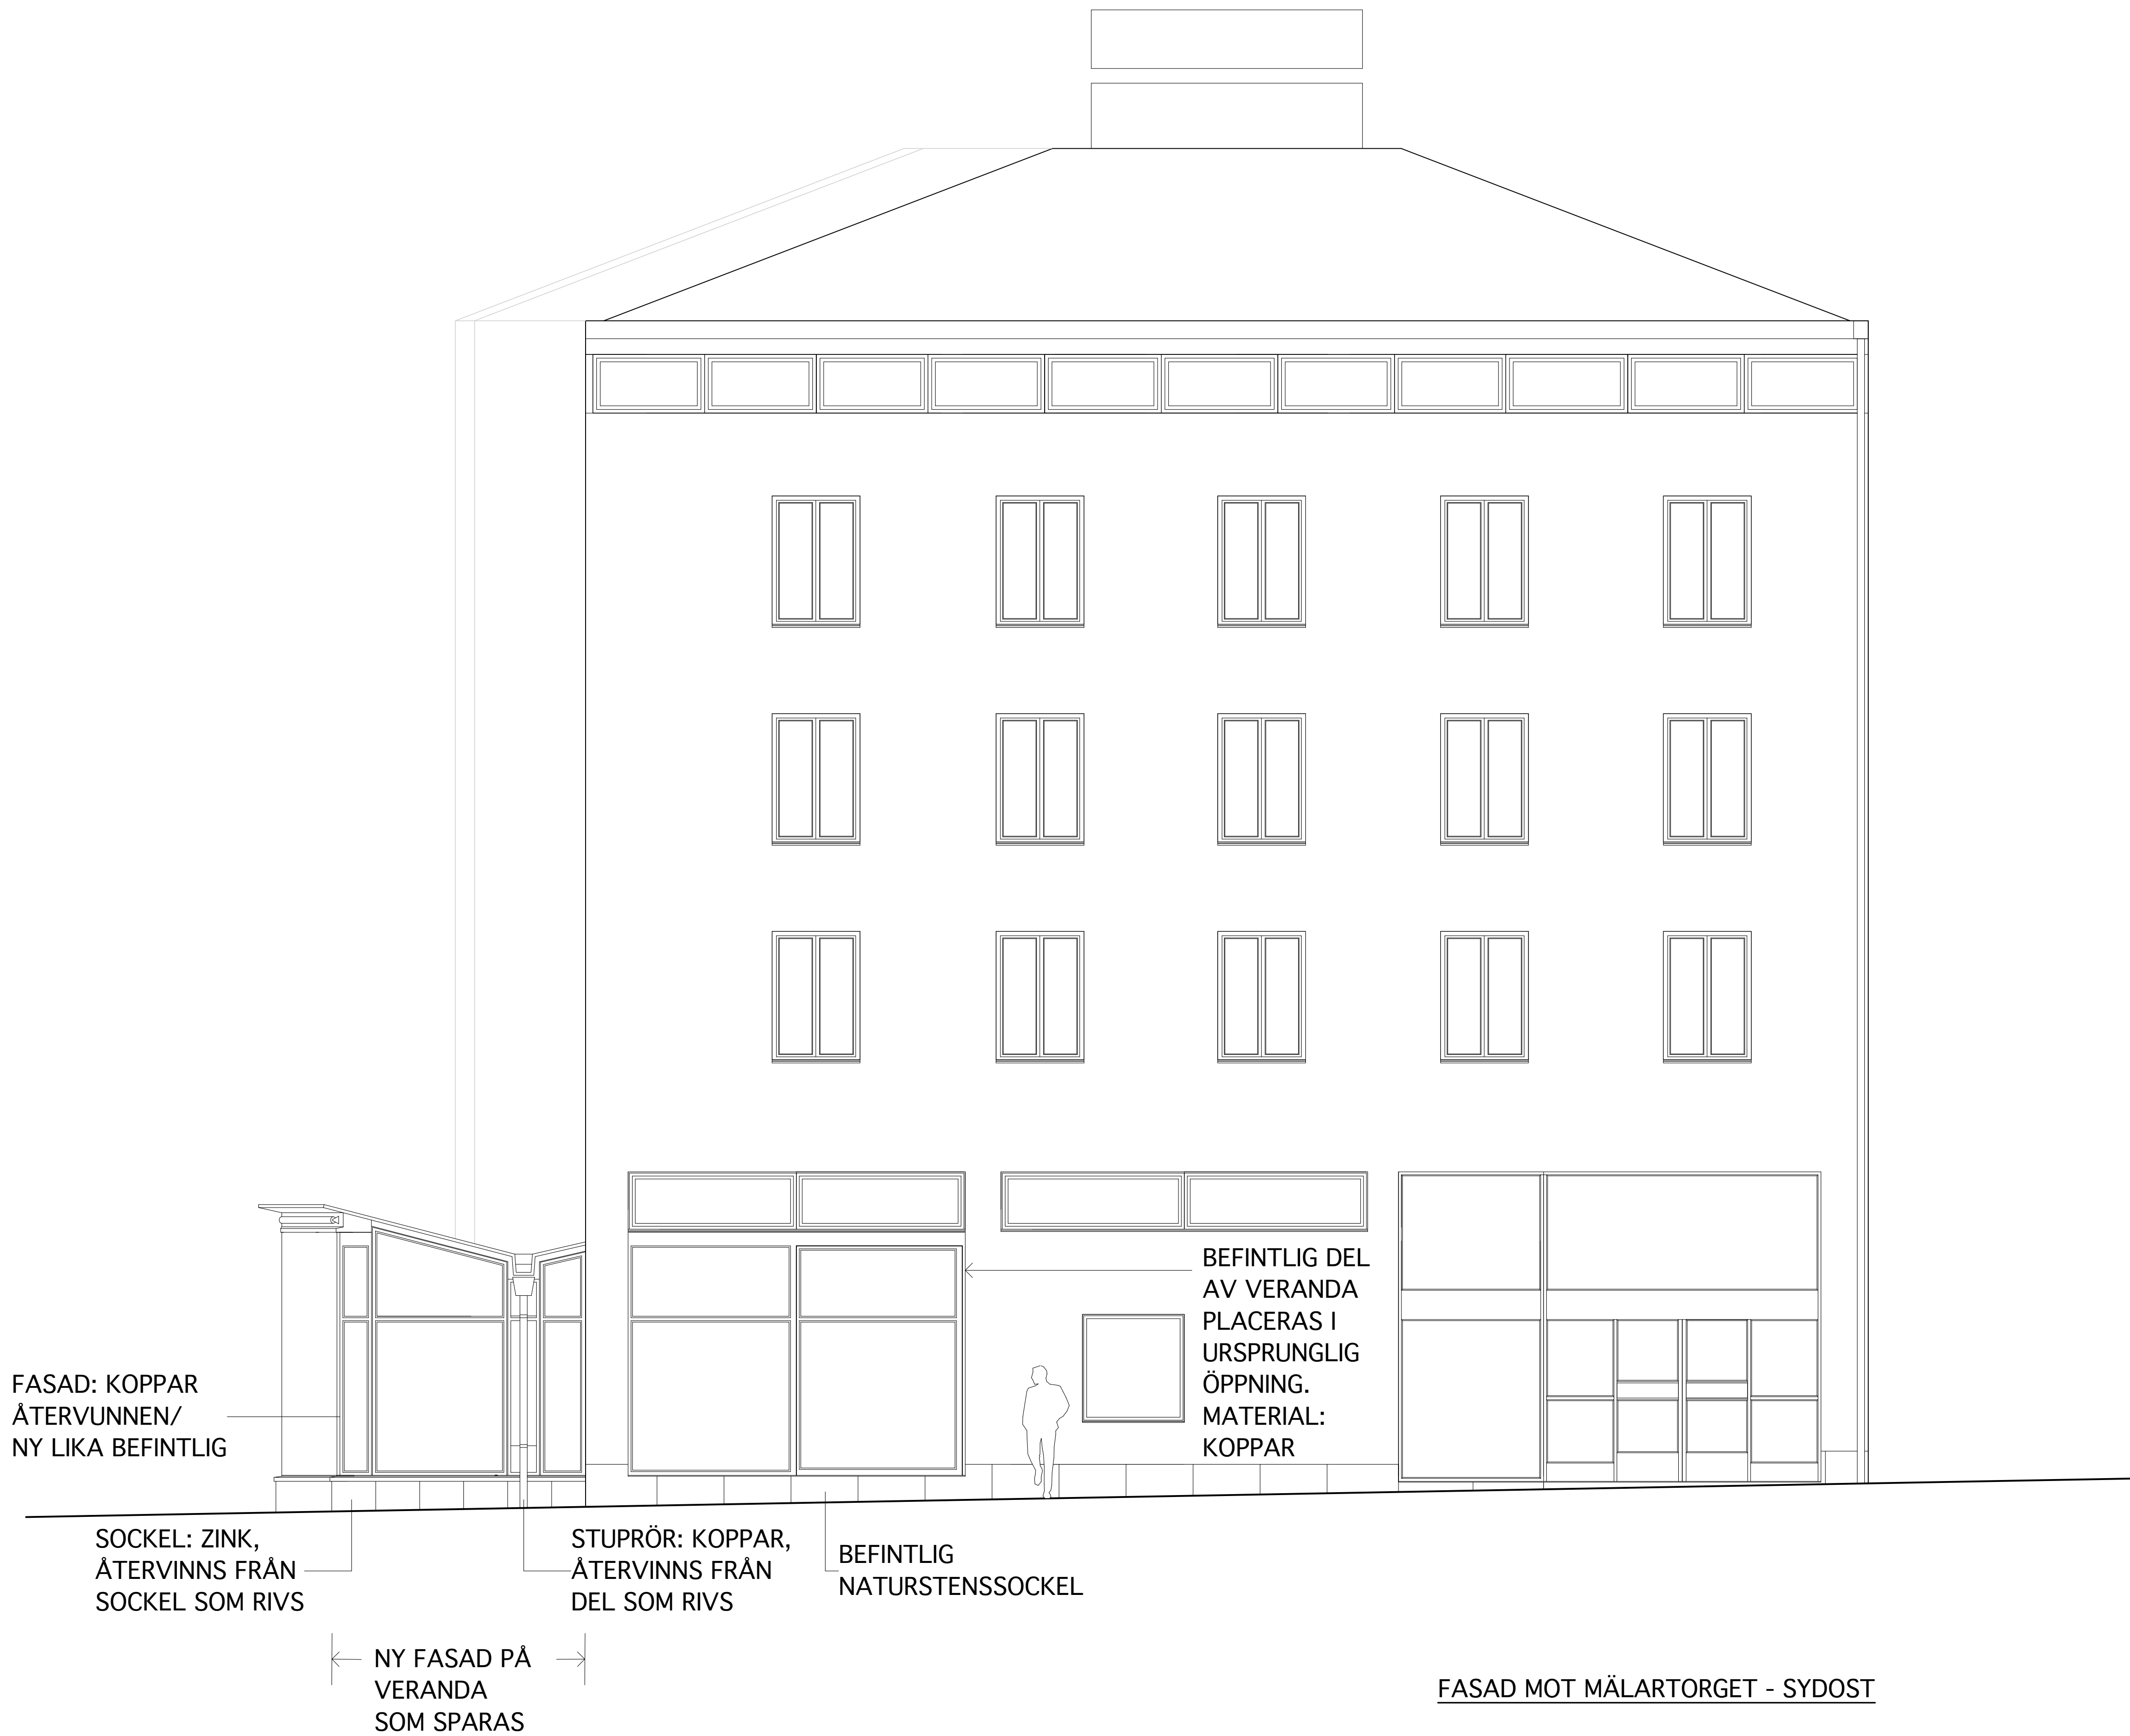 BEFINTLIG DEL
AV VERANDA
PLACERAS I
URSPRUNGLIG
ÖPPNING.
MATERIAL:
KOPPAR
FASAD: KOPPAR
ÅTERVUNNEN/
NY LIKA BEFINTLIG
SOCKEL: ZINK,
ÅTERVINNS FRÅN
SOCKEL SOM RIVS
STUPRÖR: KOPPAR,
ÅTERVINNS FRÅN
DEL SOM RIVS
BEFINTLIG
NATURSTENSSOCKEL
NY FASAD PÅ
VERANDA
SOM SPARAS
FASAD MOT MÄLARTORGET - SYDOST